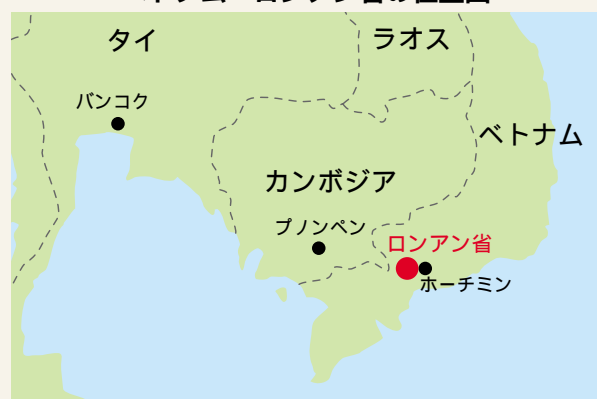 タイ
ラオス
バンコク
ベトナム
カンボジア
プノンペン
ロンアン省
ホーチミン